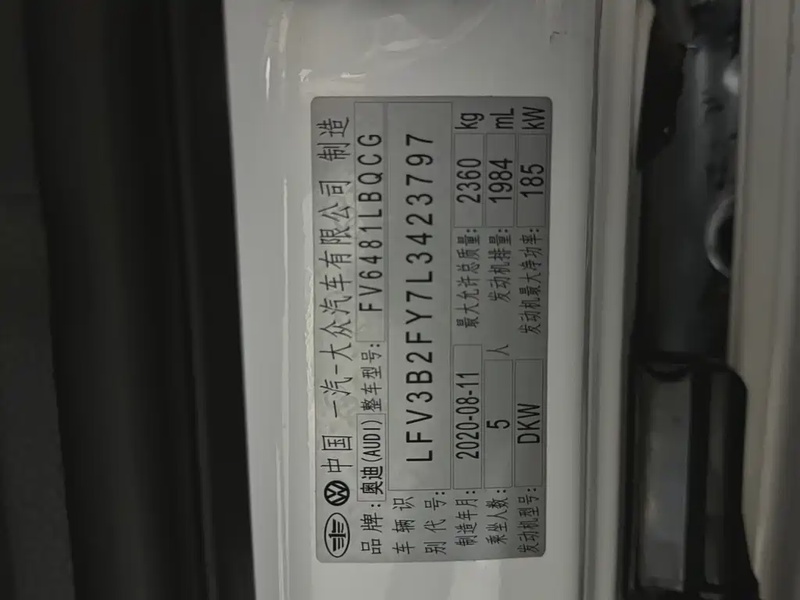 中国 一汽-大众汽车有限公司 制造
品牌: 奥迪(AUDI) 整车型号: FV6481LBQCG
车辆识别代号: LFV3B2FY7L3423797
制造年月: 2020-08-11 最大允许总质量: 2360 kg
乘坐人数: 5 人 发动机排量: 1984 mL
发动机型号: DKW 发动机最大净功率: 185 kW